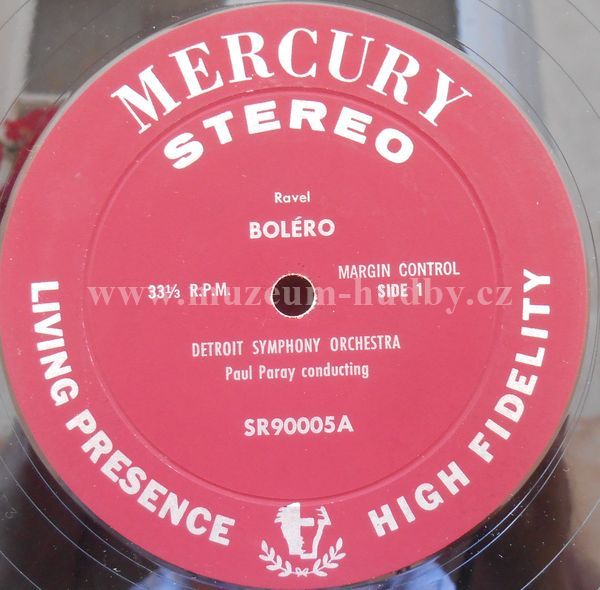 MERCURY
STEREO
Ravel
BOLÉRO
MARGIN CONTROL
33⅓ R.P.M. SIDE 1
www.muzeum-hudby.cz
DETROIT SYMPHONY ORCHESTRA
Paul Paray conducting
SR90005A
LIVING PRESENCE
HIGH FIDELITY